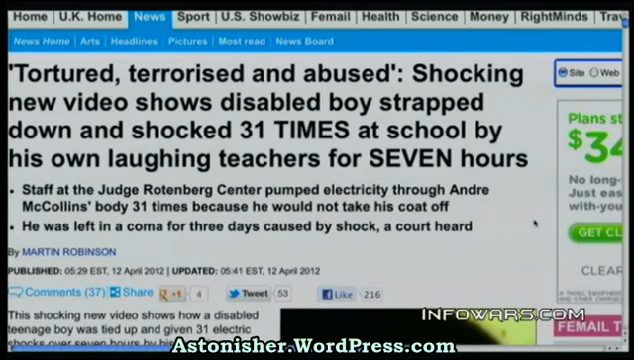 Home U.K. Home News Sport U.S. Showbiz Femail Health Science Money RightMinds
News Home Arts Headlines Pictures Most read News Board
'Tortured, terrorised and abused': Shocking
new video shows disabled boy strapped
down and shocked 31 TIMES at school by
his own laughing teachers for SEVEN hours
Site Web
Plans
$34
No long-
Just
with-
GET
CLEAR
• Staff at the Judge Rotenberg Center pumped electricity through Andre
McCollins' body 31 times because he would not take his coat off
• He was left in a coma for three days caused by shock, a court heard
By MARTIN ROBINSON
PUBLISHED: 05:29 EST, 12 April 2012 | UPDATED: 05:41 EST, 12 April 2012
Comments (37) Share +1 4 Tweet 53 Like 216
INFOWARS.COM
FEMAIL
This shocking new video shows how a disabled
teenage boy was tied up and given 31 electric
shocks over seven hours by his
Astonisher.WordPress.com